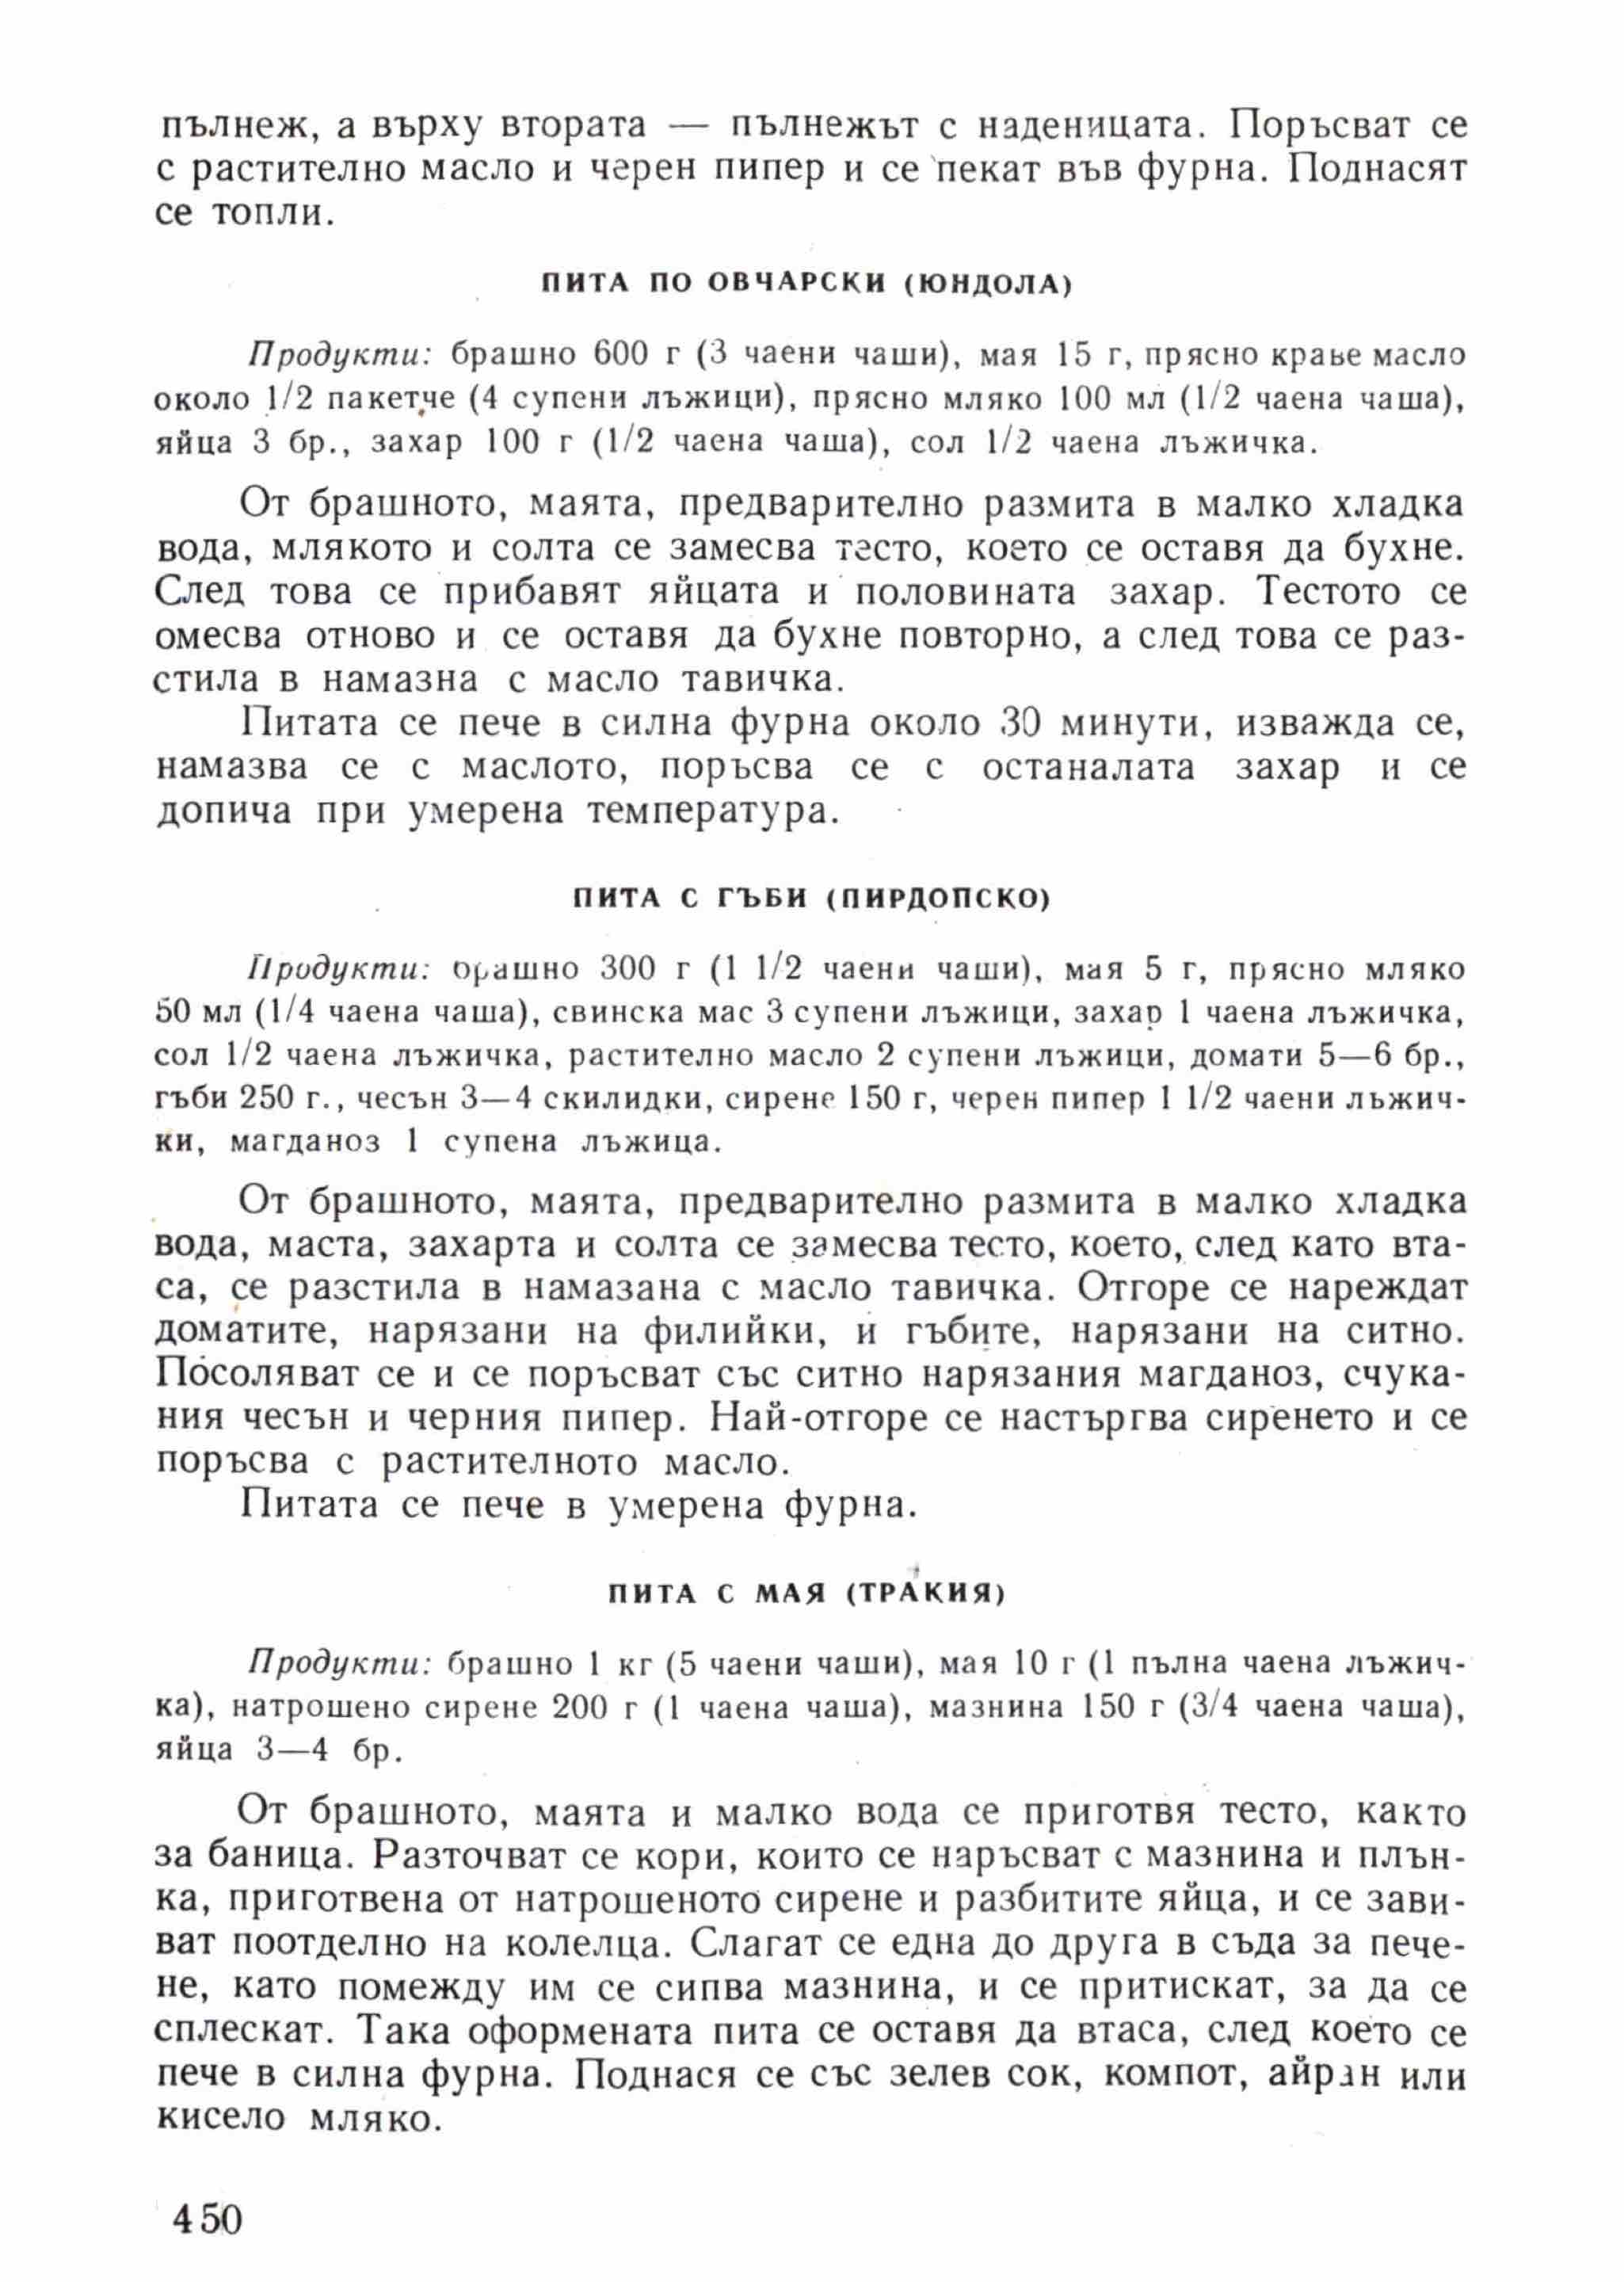 пълнеж, а върху втората — пълнежът с наденицата. Поръсват се
с растително масло и черен пипер и се пекат във фурна. Поднасят
се топли.
ПИТА ПО ОВЧАРСКИ (ЮНДОЛА)
Продукти: брашно 600 г (3 чаени чаши), мая 15 г, прясно краве масло
около 1/2 пакетче (4 супени лъжици), прясно мляко 100 мл (1/2 чаена чаша),
яйца 3 бр., захар 100 г (1/2 чаена чаша), сол 1/2 чаена лъжичка.
От брашното, маята, предварително размита в малко хладка
вода, млякото и солта се замесва тесто, което се оставя да бухне.
След това се прибавят яйцата и половината захар. Тестото се
омесва отново и се оставя да бухне повторно, а след това се раз-
стила в намазна с масло тавичка.
Питата се пече в силна фурна около 30 минути, изважда се,
намазва се с маслото, поръсва се с останалата захар и се
допича при умерена температура.
ПИТА С ГЪБИ (ПИРДОПСКО)
Продукти: брашно 300 г (1 1/2 чаени чаши), мая 5 г, прясно мляко
50 мл (1/4 чаена чаша), свинска мас 3 супени лъжици, захар 1 чаена лъжичка,
сол 1/2 чаена лъжичка, растително масло 2 супени лъжици, домати 5—6 бр.,
гъби 250 г., чесън 3—4 скилидки, сирене 150 г, черен пипер 1 1/2 чаени лъжич-
ки, магданоз 1 супена лъжица.
От брашното, маята, предварително размита в малко хладка
вода, маста, захарта и солта се замесва тесто, което, след като вта-
са, се разстила в намазана с масло тавичка. Отгоре се нареждат
доматите, нарязани на филийки, и гъбите, нарязани на ситно.
Посоляват се и се поръсват със ситно нарязания магданоз, счука-
ния чесън и черния пипер. Най-отгоре се настъргва сиренето и се
поръсва с растителното масло.
Питата се пече в умерена фурна.
ПИТА С МАЯ (ТРАКИЯ)
Продукти: брашно 1 кг (5 чаени чаши), мая 10 г (1 пълна чаена лъжич-
ка), натрошено сирене 200 г (1 чаена чаша), мазнина 150 г (3/4 чаена чаша),
яйца 3—4 бр.
От брашното, маята и малко вода се приготвя тесто, както
за баница. Разточват се кори, които се наръсват с мазнина и плън-
ка, приготвена от натрошеното сирене и разбитите яйца, и се зави-
ват поотделно на колелца. Слагат се една до друга в съда за пече-
не, като помежду им се сипва мазнина, и се притискат, за да се
сплескат. Така оформената пита се оставя да втаса, след което се
пече в силна фурна. Поднася се със зелев сок, компот, айран или
кисело мляко.
450